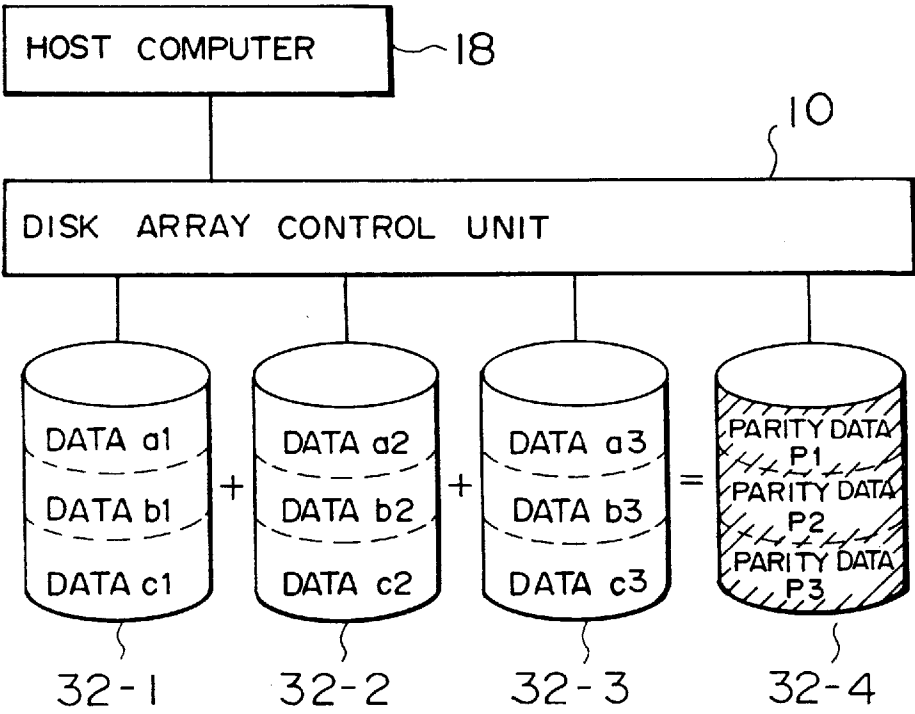 HOST COMPUTER
18
10
DISK ARRAY CONTROL UNIT
DATA a1
DATA b1
DATA c1
+
DATA a2
DATA b2
DATA c2
+
DATA a3
DATA b3
DATA c3
=
PARITY DATA
P1
PARITY DATA
P2
PARITY DATA
P3
32-1
32-2
32-3
32-4